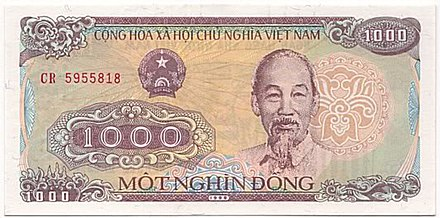 CỘNG HÒA XÃ HỘI CHỦ NGHĨA VIỆT NAM
1000
CR 5955818
1000
1000
MỘT NGHÌN ĐỒNG